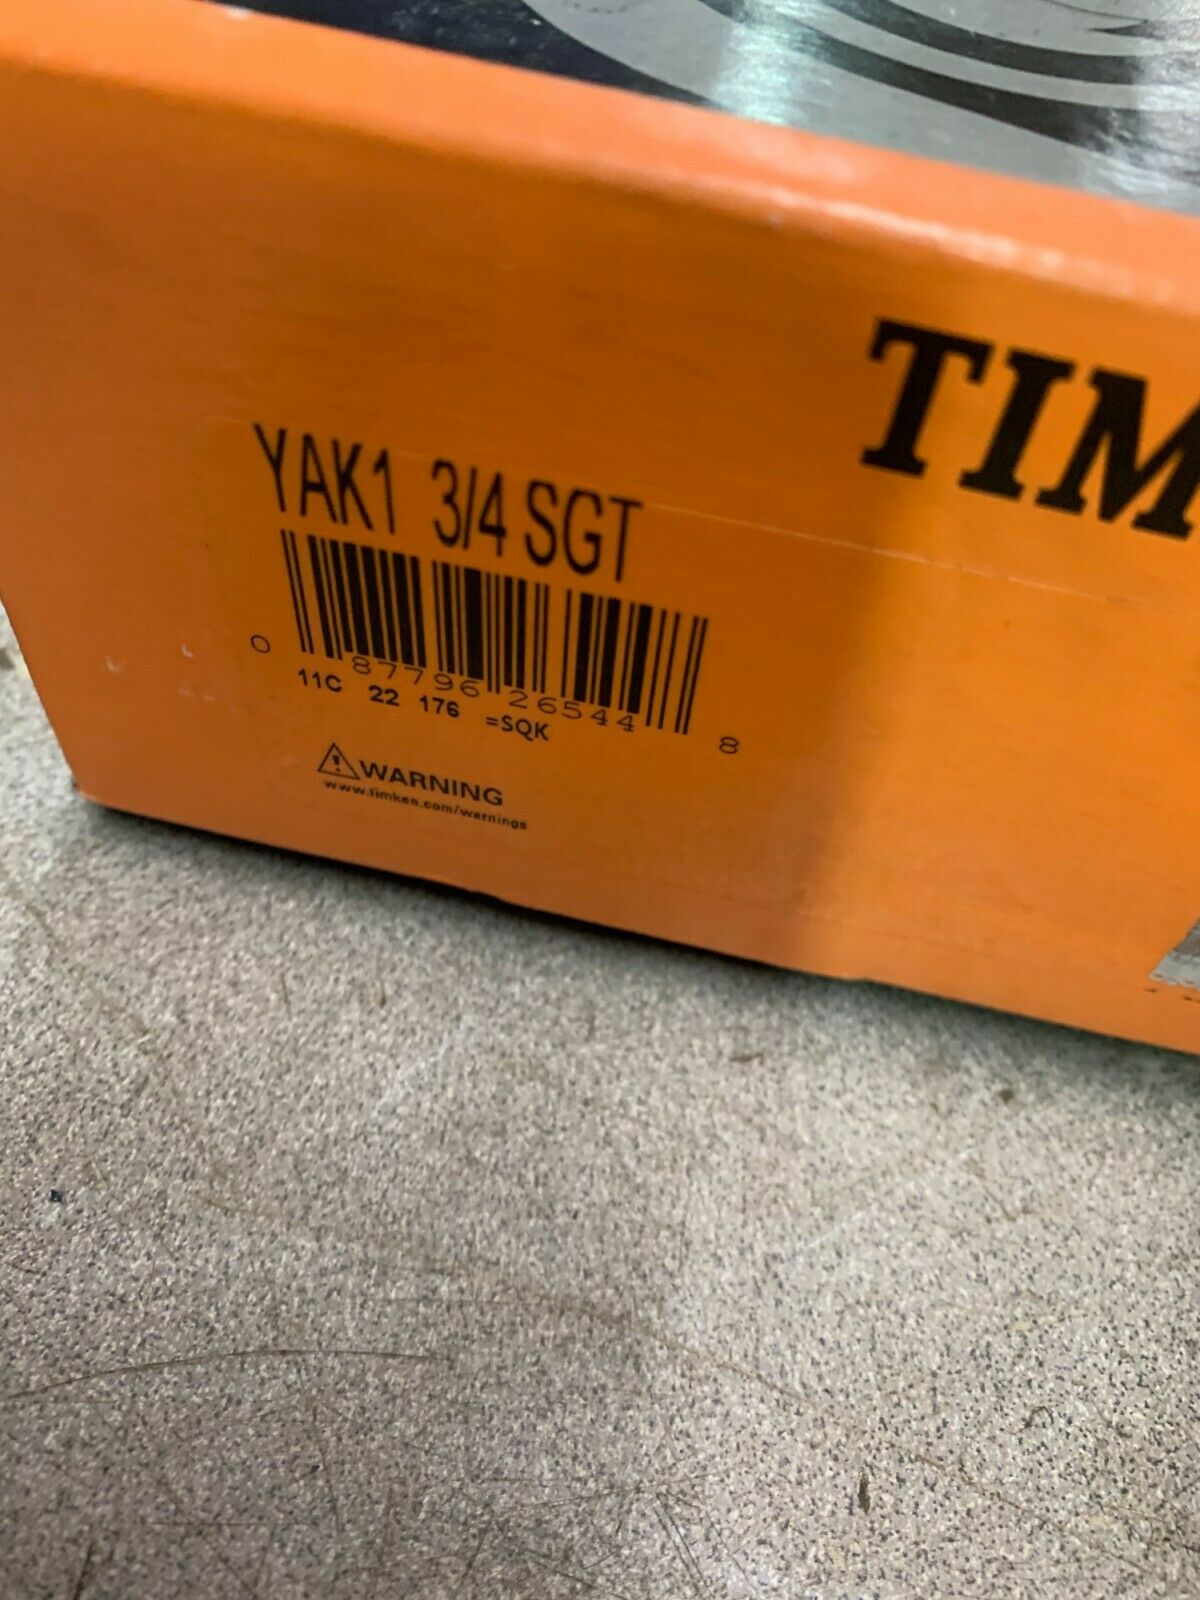 TIM
YAK1 3/4 SGT
0 87796 26544 8
11C 22 176 =SQK
WARNING
www.timken.com/warnings